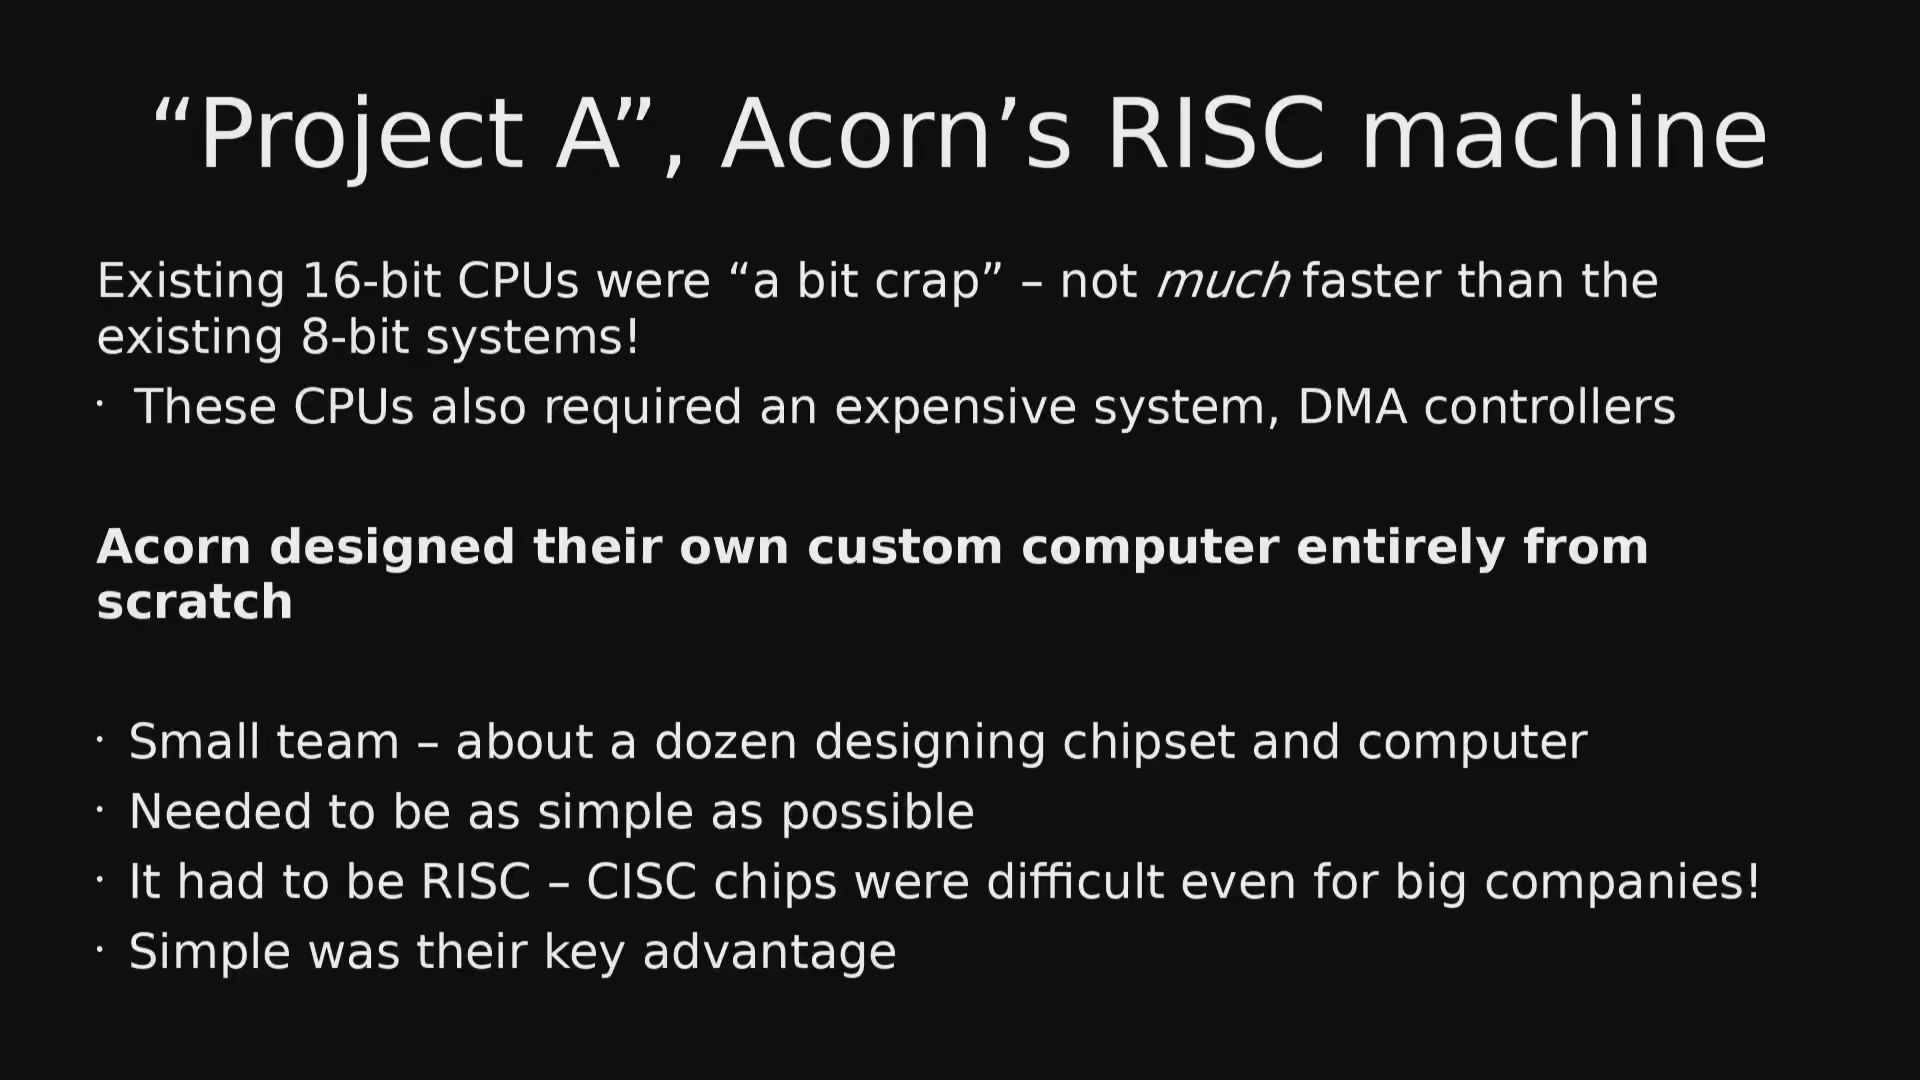 “Project A”, Acorn’s RISC machine
Existing 16-bit CPUs were “a bit crap” – not much faster than the
existing 8-bit systems!
· These CPUs also required an expensive system, DMA controllers
Acorn designed their own custom computer entirely from
scratch
· Small team – about a dozen designing chipset and computer
· Needed to be as simple as possible
· It had to be RISC – CISC chips were difficult even for big companies!
· Simple was their key advantage